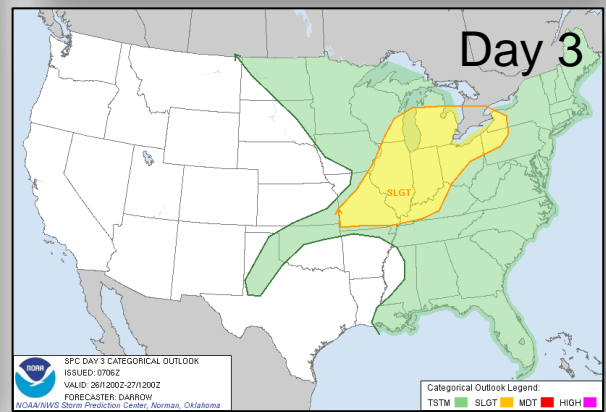 Day 3
SLGT
NOAA
SPC DAY 3 CATEGORICAL OUTLOOK
ISSUED: 0706Z
VALID: 26/1200Z-27/1200Z
FORECASTER: DARROW
NOAA/NWS Storm Prediction Center, Norman, Oklahoma
Categorical Outlook Legend:
TSTM SLGT MDT HIGH